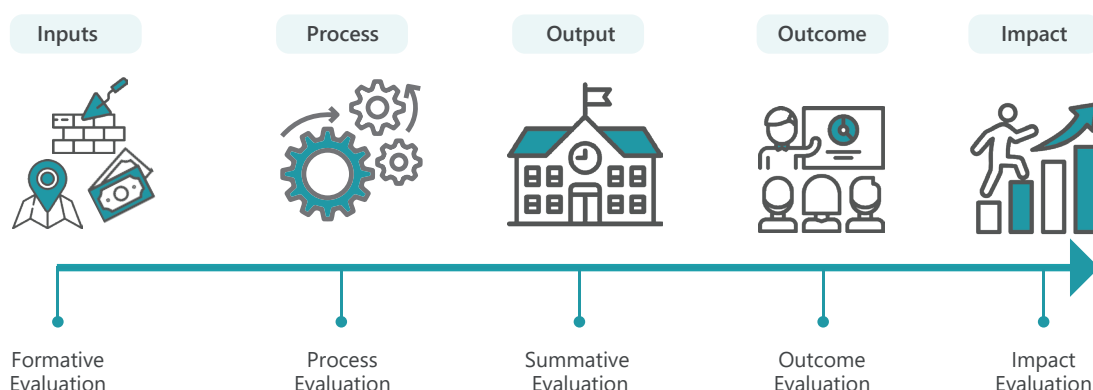 Inputs
Process
Output
Outcome
Impact
Formative
Evaluation
Process
Evaluation
Summative
Evaluation
Outcome
Evaluation
Impact
Evaluation